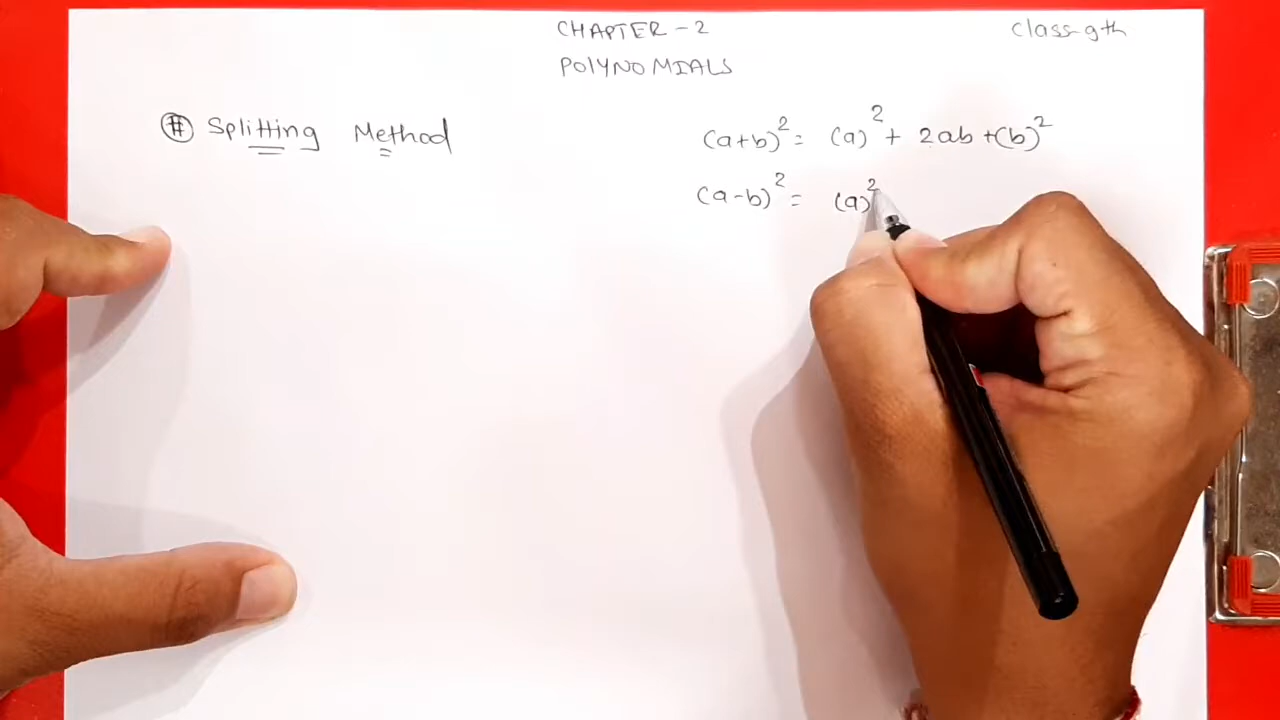 CHAPTER - 2
Class-9th
POLYNOMIALS
# Splitting Method
(a+b)² = (a)² + 2ab +(b)²
(a-b)² = (a)²